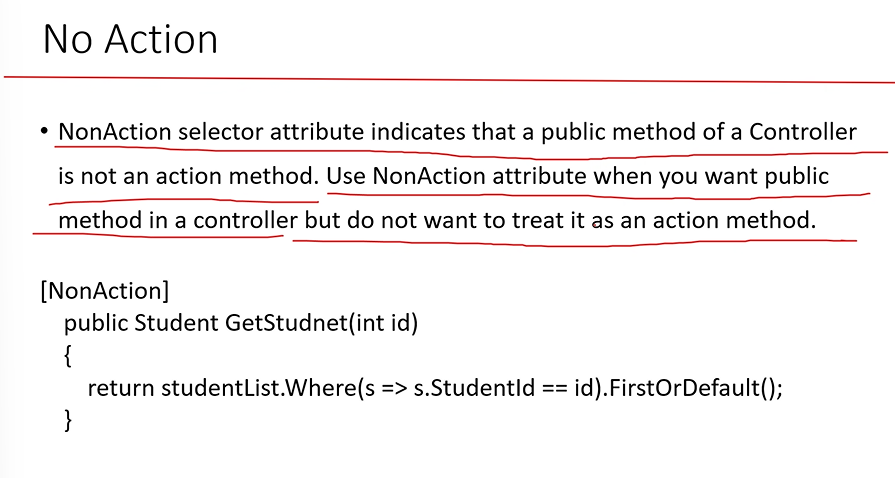 No Action
• NonAction selector attribute indicates that a public method of a Controller
is not an action method. Use NonAction attribute when you want public
method in a controller but do not want to treat it as an action method.
[NonAction]
public Student GetStudnet(int id)
{
return studentList.Where(s => s.StudentId == id).FirstOrDefault();
}